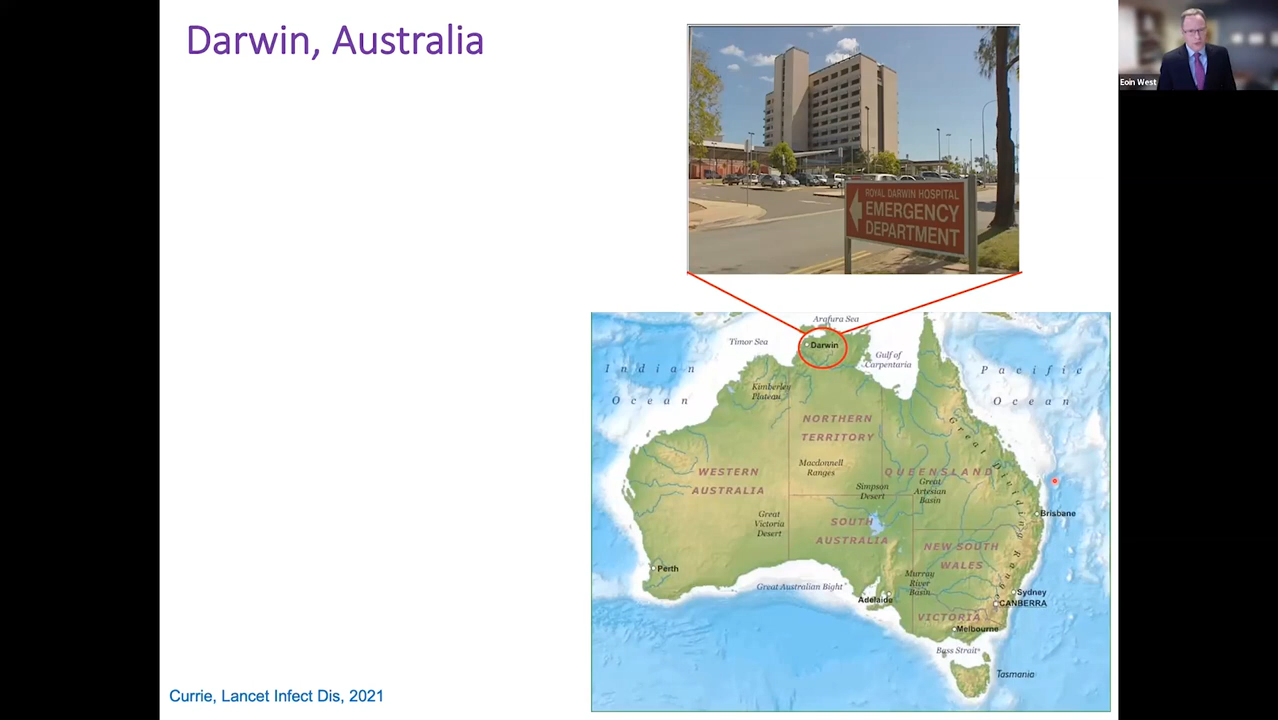 Darwin, Australia
Eoin West
ROYAL DARWIN HOSPITAL
EMERGENCY
DEPARTMENT
Arafura Sea
Timor Sea
Darwin
Gulf of
Carpentaria
Indian
Ocean
Pacific
Ocean
Kimberley
Plateau
NORTHERN
TERRITORY
Great Dividing Range
Macdonnell
Ranges
WESTERN
AUSTRALIA
QUEENSLAND
Simpson
Desert
Great
Artesian
Basin
Great
Victoria
Desert
SOUTH
AUSTRALIA
Brisbane
NEW SOUTH
WALES
Perth
Great Australian Bight
Murray
River
Basin
Adelaide
Sydney
CANBERRA
VICTORIA
Melbourne
Bass Strait
Tasmania
Currie, Lancet Infect Dis, 2021